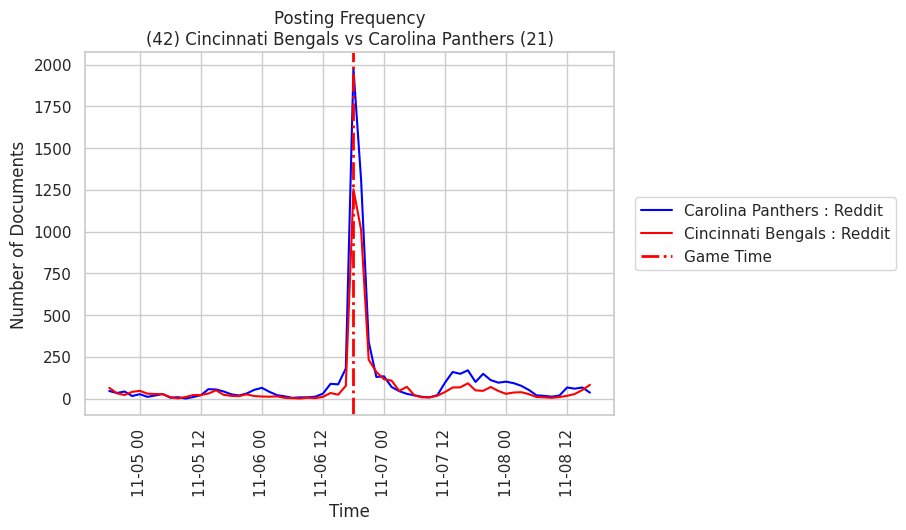 Posting Frequency
(42) Cincinnati Bengals vs Carolina Panthers (21)
Number of Documents
2000
1750
1500
1250
1000
750
500
250
0
11-05 00
11-05 12
11-06 00
11-06 12
11-07 00
11-07 12
11-08 00
11-08 12
Time
Carolina Panthers : Reddit
Cincinnati Bengals : Reddit
Game Time